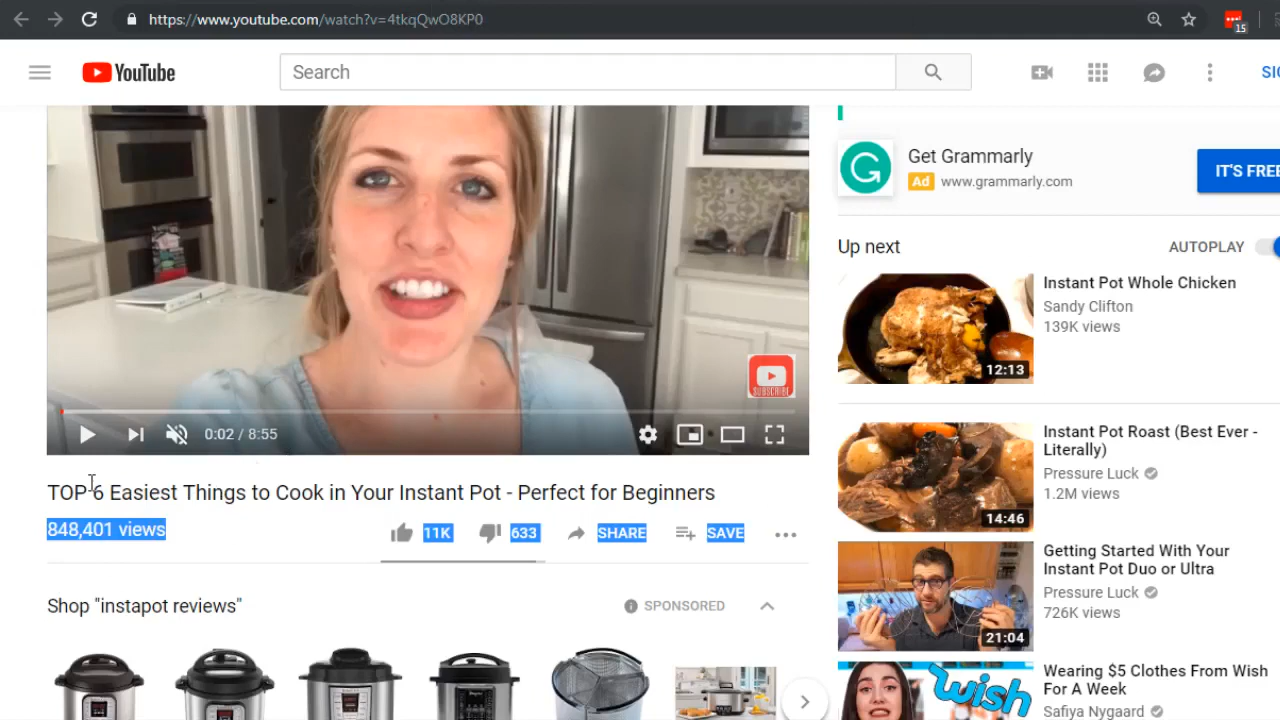 https://www.youtube.com/watch?v=4tkqQwO8KP0
15
YouTube
Search
SIG
Get Grammarly
Ad www.grammarly.com
IT'S FREE
Up next
AUTOPLAY
Instant Pot Whole Chicken
Sandy Clifton
139K views
12:13
Instant Pot Roast (Best Ever -
Literally)
Pressure Luck
1.2M views
14:46
Getting Started With Your
Instant Pot Duo or Ultra
Pressure Luck
726K views
21:04
Wearing $5 Clothes From Wish
For A Week
Safiya Nygaard
wish
SUBSCRIBE
0:02 / 8:55
TOP 6 Easiest Things to Cook in Your Instant Pot - Perfect for Beginners
848,401 views
11K 633 SHARE SAVE
Shop "instapot reviews"
SPONSORED